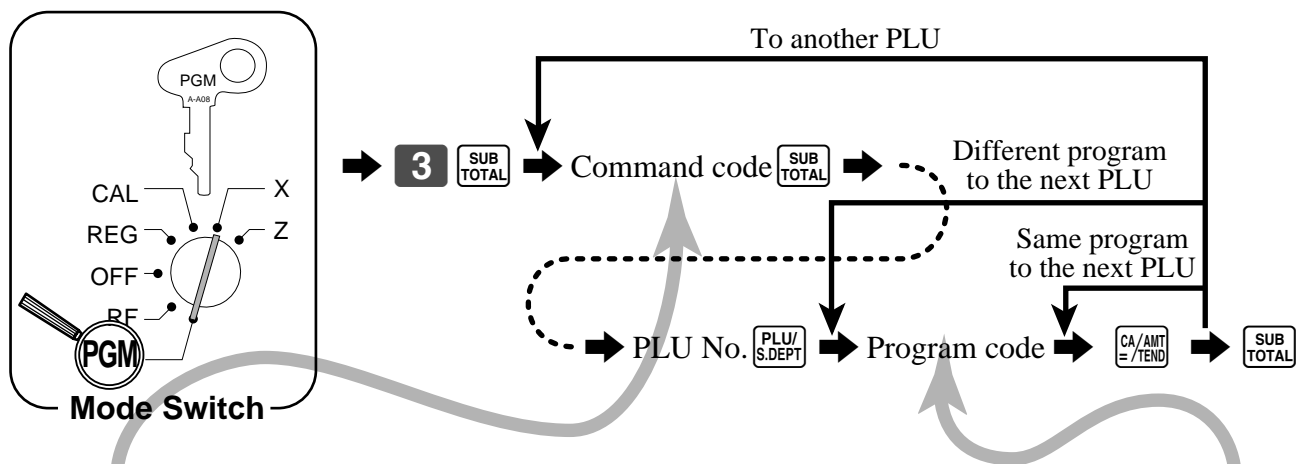 To another PLU
PGM
A-A08
3 SUB TOTAL Command code SUB TOTAL
Different program
to the next PLU
CAL X
REG Z
OFF
RF
PGM
Same program
to the next PLU
PLU No. PLU/ S.DEPT Program code CA/AMT = /TEND SUB TOTAL
Mode Switch